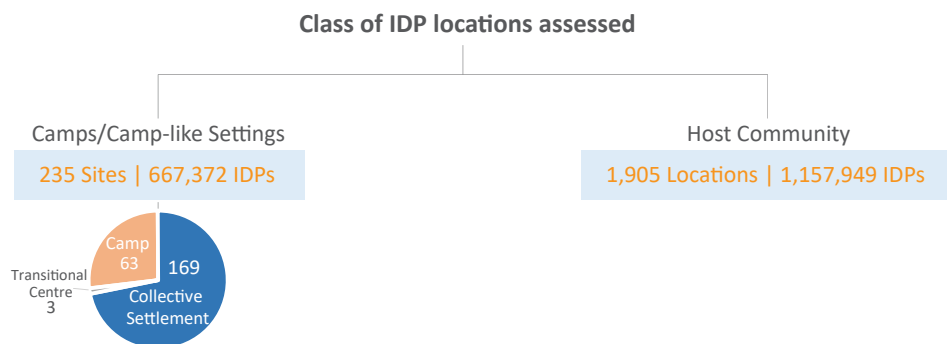 Class of IDP locations assessed
Camps/Camp-like Settings
235 Sites | 667,372 IDPs
Host Community
1,905 Locations | 1,157,949 IDPs
Camp
63
169
Collective
Settlement
Transitional
Centre
3